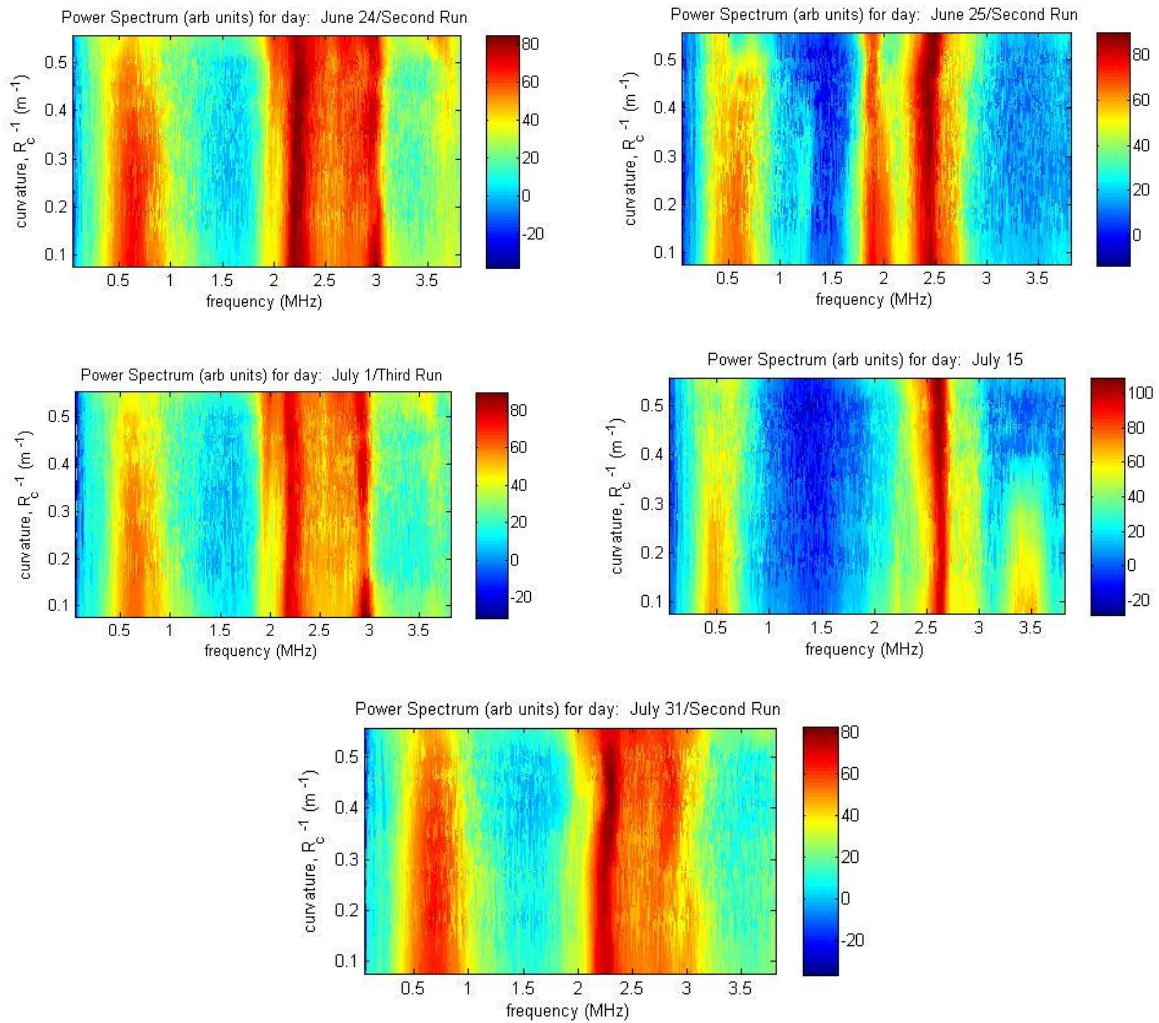 Power Spectrum (arb units) for day: June 24/Second Run
0.5
0.4
0.3
0.2
0.1
curvature, R_c^-1 (m^-1)
0.5 1 1.5 2 2.5 3 3.5
frequency (MHz)
80
60
40
20
0
-20
Power Spectrum (arb units) for day: June 25/Second Run
0.5
0.4
0.3
0.2
0.1
curvature, R_c^-1 (m^-1)
0.5 1 1.5 2 2.5 3 3.5
frequency (MHz)
80
60
40
20
0
Power Spectrum (arb units) for day: July 1/Third Run
0.5
0.4
0.3
0.2
0.1
curvature, R_c^-1 (m^-1)
0.5 1 1.5 2 2.5 3 3.5
frequency (MHz)
80
60
40
20
0
-20
Power Spectrum (arb units) for day: July 15
0.5
0.4
0.3
0.2
0.1
curvature, R_c^-1 (m^-1)
0.5 1 1.5 2 2.5 3 3.5
frequency (MHz)
100
80
60
40
20
0
-20
Power Spectrum (arb units) for day: July 31/Second Run
0.5
0.4
0.3
0.2
0.1
curvature, R_c^-1 (m^-1)
0.5 1 1.5 2 2.5 3 3.5
frequency (MHz)
80
60
40
20
0
-20